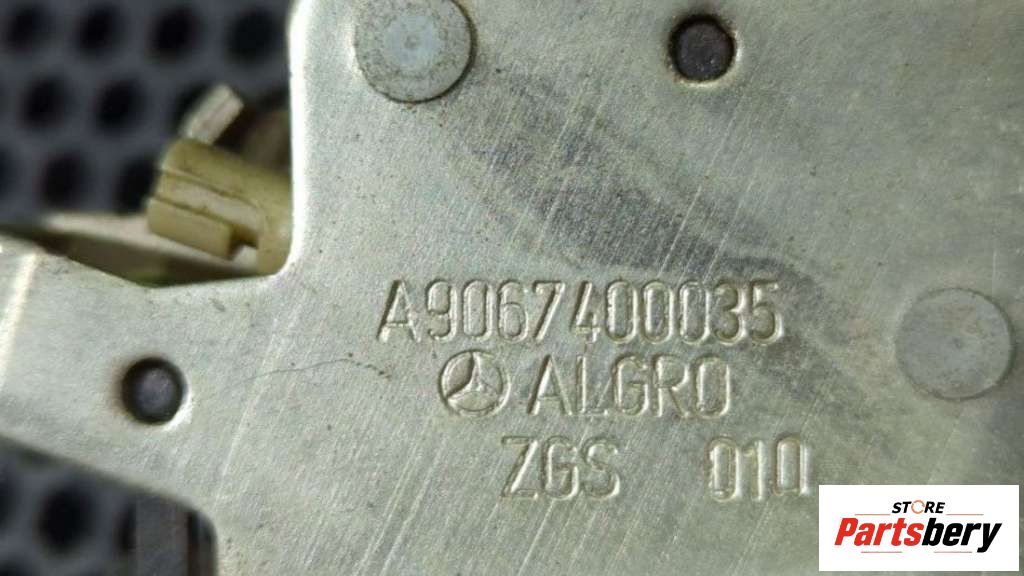 A9067400035
ALGRO
ZGS 010
STORE
Partsbery